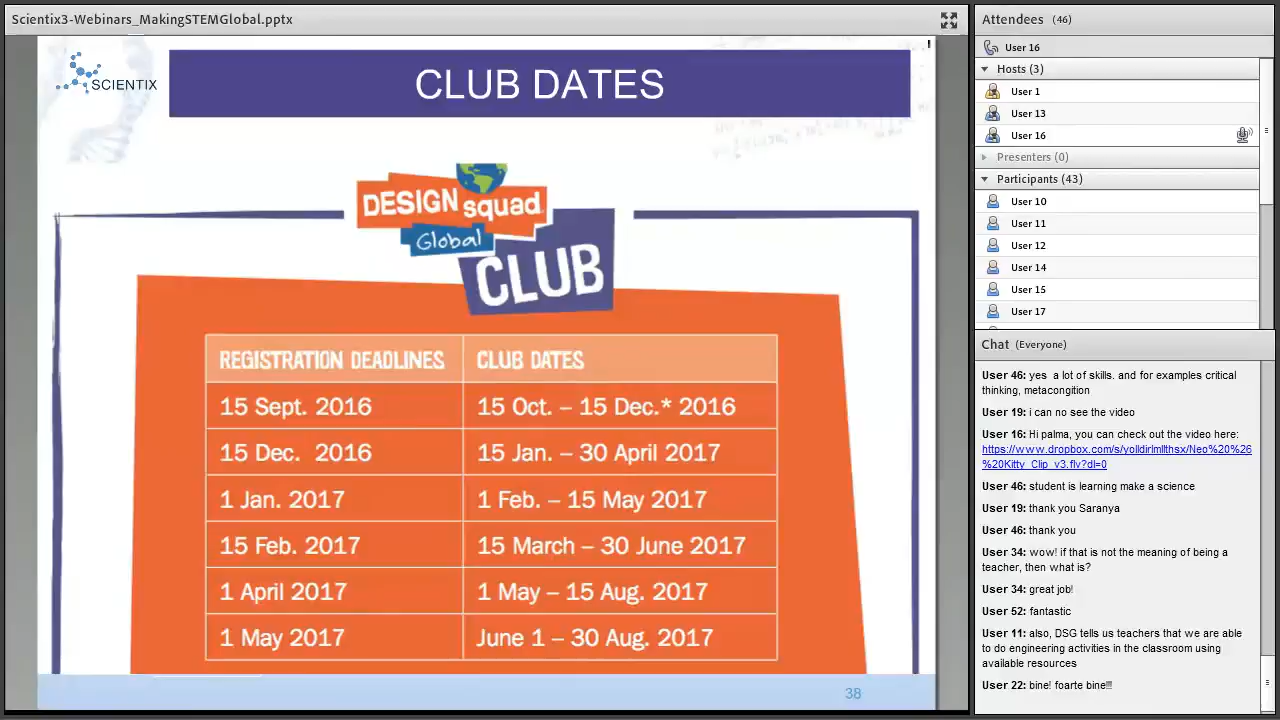 Scientix3-Webinars_MakingSTEMGlobal.pptx
SCIENTIX
CLUB DATES
DESIGN squad
Global
CLUB
REGISTRATION DEADLINES CLUB DATES
15 Sept. 2016 15 Oct. – 15 Dec.* 2016
15 Dec. 2016 15 Jan. – 30 April 2017
1 Jan. 2017 1 Feb. – 15 May 2017
15 Feb. 2017 15 March – 30 June 2017
1 April 2017 1 May – 15 Aug. 2017
1 May 2017 June 1 – 30 Aug. 2017
38
Attendees (46)
User 16
Hosts (3)
User 1
User 13
User 16
Presenters (0)
Participants (43)
User 10
User 11
User 12
User 14
User 15
User 17
Chat (Everyone)
User 46: yes a lot of skills. and for examples critical
thinking, metacongition
User 19: i can no see the video
User 16: Hi palma, you can check out the video here:
https://www.dropbox.com/s/yolldirlmllthsx/Neo%20%26
%20Kitty_Clip_v3.flv?dl=0
User 46: student is learning make a science
User 19: thank you Saranya
User 46: thank you
User 34: wow! if that is not the meaning of being a
teacher, then what is?
User 34: great job!
User 52: fantastic
User 11: also, DSG tells us teachers that we are able
to do engineering activities in the classroom using
available resources
User 22: bine! foarte bine!!!